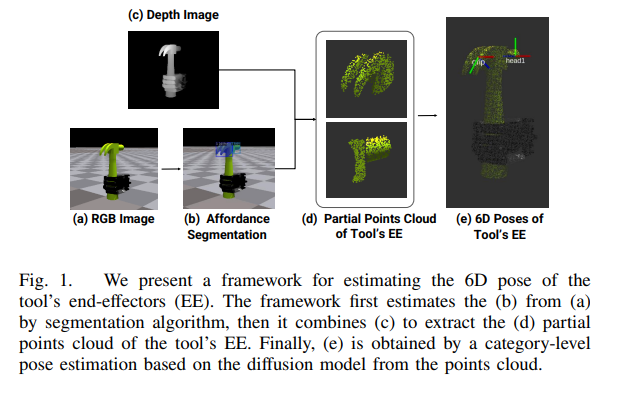 (c) Depth Image
clip
head1
(a) RGB Image
(b) Affordance
Segmentation
(d) Partial Points Cloud
of Tool's EE
(e) 6D Poses of
Tool's EE
Fig. 1. We present a framework for estimating the 6D pose of the
tool's end-effectors (EE). The framework first estimates the (b) from (a)
by segmentation algorithm, then it combines (c) to extract the (d) partial
points cloud of the tool's EE. Finally, (e) is obtained by a category-level
pose estimation based on the diffusion model from the points cloud.